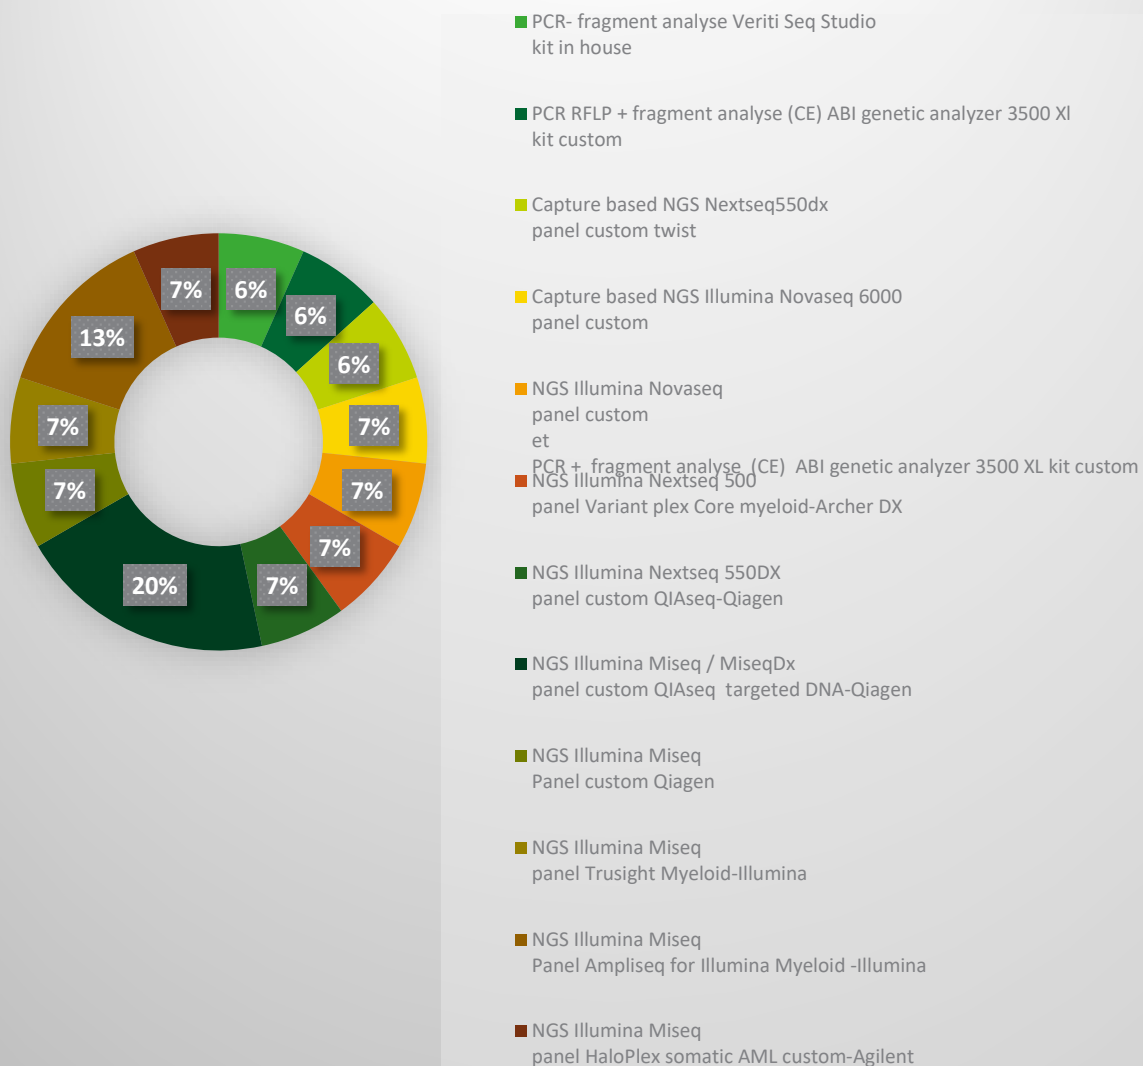 PCR- fragment analyse Veriti Seq Studio
kit in house
PCR RFLP + fragment analyse (CE) ABI genetic analyzer 3500 Xl
kit custom
Capture based NGS Nextseq550dx
panel custom twist
Capture based NGS Illumina Novaseq 6000
panel custom
NGS Illumina Novaseq
panel custom
et
PCR + fragment analyse (CE) ABI genetic analyzer 3500 XL kit custom
NGS Illumina Nextseq 500
panel Variant plex Core myeloid-Archer DX
NGS Illumina Nextseq 550DX
panel custom QIAseq-Qiagen
NGS Illumina Miseq / MiseqDx
panel custom QIAseq targeted DNA-Qiagen
NGS Illumina Miseq
Panel custom Qiagen
NGS Illumina Miseq
panel Trusight Myeloid-Illumina
NGS Illumina Miseq
Panel Ampliseq for Illumina Myeloid -Illumina
NGS Illumina Miseq
panel HaloPlex somatic AML custom-Agilent
6%
6%
6%
7%
7%
7%
7%
20%
7%
7%
13%
7%